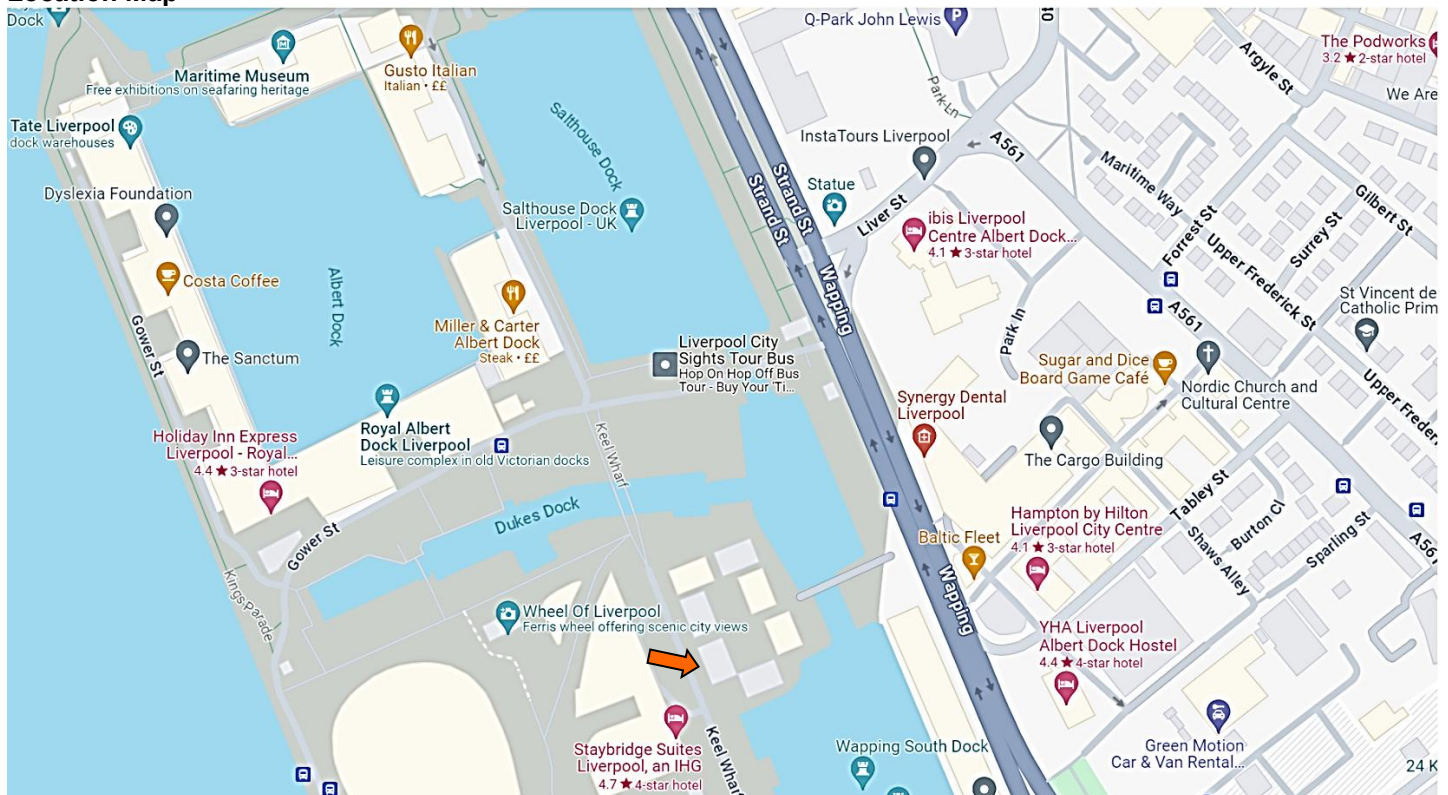 Dock
Maritime Museum
Free exhibitions on seafaring heritage
Gusto Italian
Italian • ££
Q-Park John Lewis
P
The Podworks
3.2 ★ 2-star hotel
We Are
Argyle St
Park Ln
Tate Liverpool
dock warehouses
Salthouse Dock
InstaTours Liverpool
A561
Maritime Way
Dyslexia Foundation
Salthouse Dock
Liverpool - UK
Strand St
Strand St
Statue
Liver St
ibis Liverpool
Centre Albert Dock...
4.1 ★ 3-star hotel
Forrest St
Surrey St
Gilbert St
Upper Frederick St
Costa Coffee
Albert Dock
Wapping
A561
St Vincent de
Catholic Prim
Gower St
The Sanctum
Miller & Carter
Albert Dock
Steak • ££
Liverpool City
Sights Tour Bus
Hop On Hop Off Bus
Tour - Buy Your 'Ti...
Park ln
Sugar and Dice
Board Game Café
Nordic Church and
Cultural Centre
Upper Freder
Royal Albert
Dock Liverpool
Leisure complex in old Victorian docks
Synergy Dental
Liverpool
Holiday Inn Express
Liverpool - Royal...
4.4 ★ 3-star hotel
Keel Wharf
The Cargo Building
Tabley St
Burton Cl
Sparling St
Shaws Alley
A561
Dukes Dock
Hampton by Hilton
Liverpool City Centre
4.1 ★ 3-star hotel
Baltic Fleet
Gower St
Kings Parade
Wapping
Wheel Of Liverpool
Ferris wheel offering scenic city views
YHA Liverpool
Albert Dock Hostel
4.4 ★ 4-star hotel
Staybridge Suites
Liverpool, an IHG
4.7 ★ 4-star hotel
Keel Wharf
Wapping South Dock
Green Motion
Car & Van Rental...
24 K